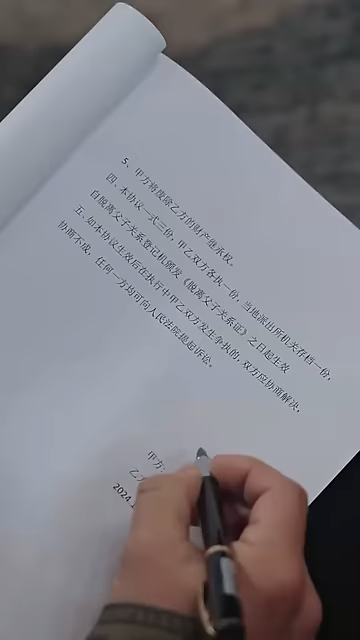 5、甲方将废除乙方的财产继承权。
四、本协议一式三份，甲乙双方各执一份，当地派出所机关存档一份，
自脱离父子关系登记机颁发《脱离父子关系证》之日起生效
五、如本协议生效后在执行中甲乙双方发生争执的，双方应协商解决，
协商不成，任何一方均可向人民法院提起诉讼。
甲方：
乙方
2024.